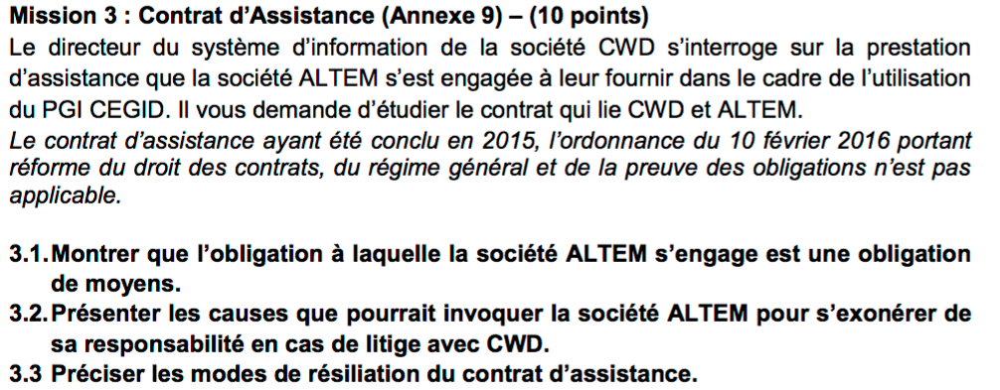 Mission 3 : Contrat d’Assistance (Annexe 9) – (10 points)
Le directeur du système d’information de la société CWD s’interroge sur la prestation
d’assistance que la société ALTEM s’est engagée à leur fournir dans le cadre de l’utilisation
du PGI CEGID. Il vous demande d’étudier le contrat qui lie CWD et ALTEM.
Le contrat d’assistance ayant été conclu en 2015, l’ordonnance du 10 février 2016 portant
réforme du droit des contrats, du régime général et de la preuve des obligations n’est pas
applicable.
3.1. Montrer que l’obligation à laquelle la société ALTEM s’engage est une obligation
de moyens.
3.2. Présenter les causes que pourrait invoquer la société ALTEM pour s’exonérer de
sa responsabilité en cas de litige avec CWD.
3.3 Préciser les modes de résiliation du contrat d’assistance.